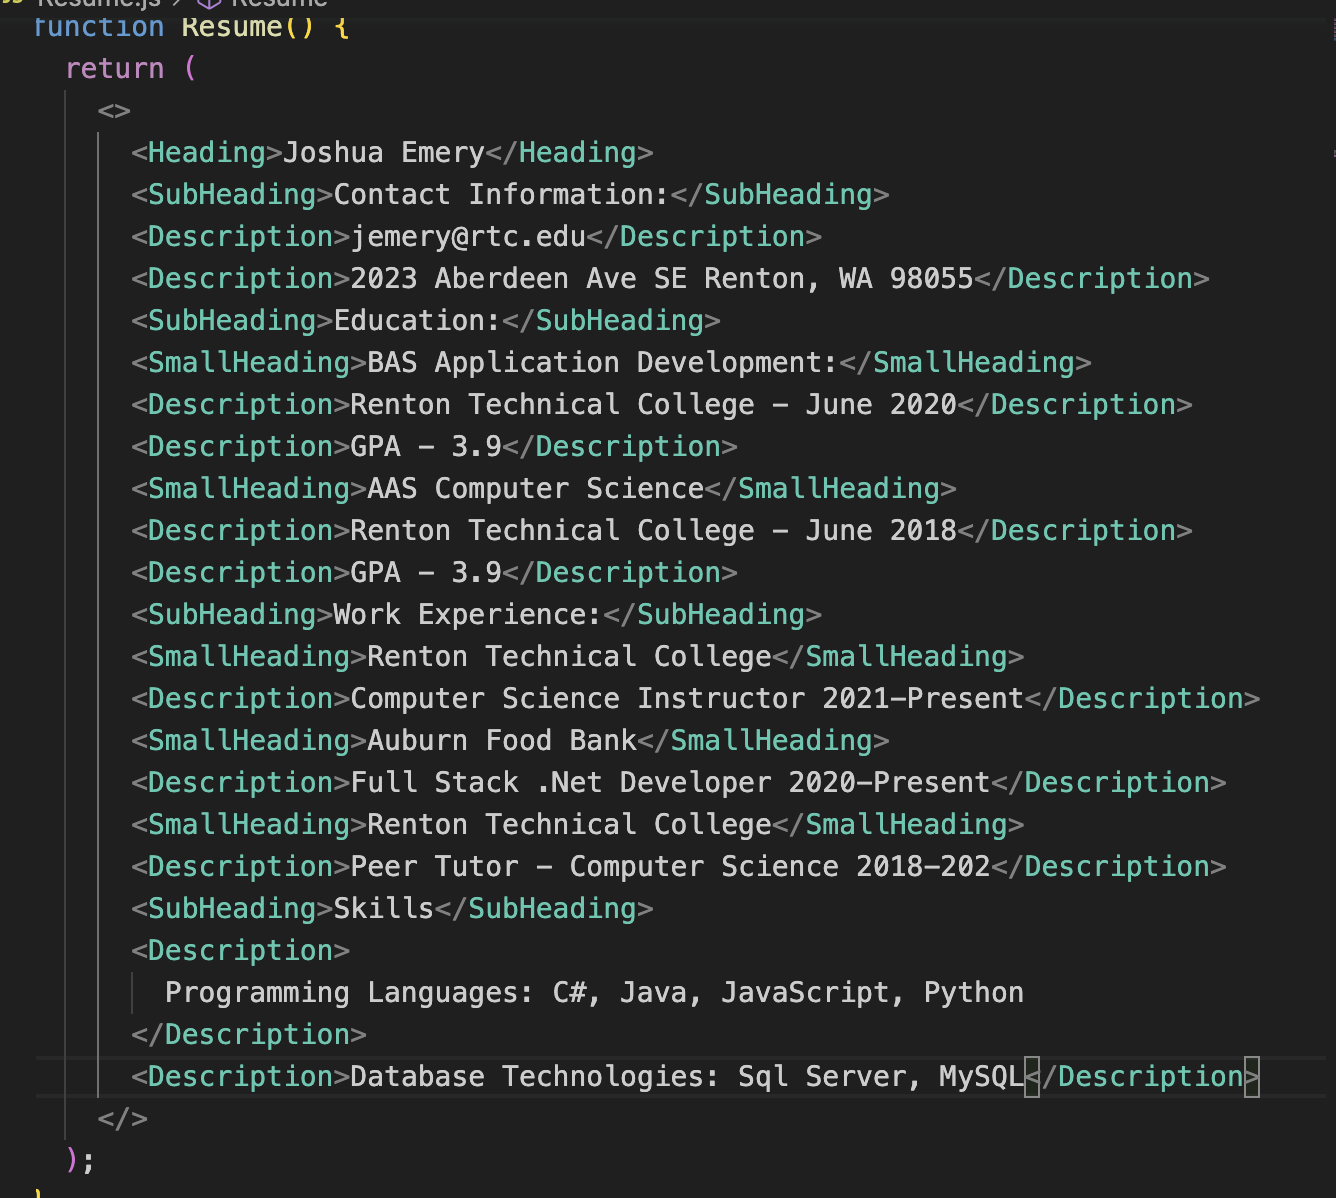 Resume.js > Resume
function Resume() {
return (
<>
<Heading>Joshua Emery</Heading>
<SubHeading>Contact Information:</SubHeading>
<Description>jemery@rtc.edu</Description>
<Description>2023 Aberdeen Ave SE Renton, WA 98055</Description>
<SubHeading>Education:</SubHeading>
<SmallHeading>BAS Application Development:</SmallHeading>
<Description>Renton Technical College - June 2020</Description>
<Description>GPA - 3.9</Description>
<SmallHeading>AAS Computer Science</SmallHeading>
<Description>Renton Technical College - June 2018</Description>
<Description>GPA - 3.9</Description>
<SubHeading>Work Experience:</SubHeading>
<SmallHeading>Renton Technical College</SmallHeading>
<Description>Computer Science Instructor 2021-Present</Description>
<SmallHeading>Auburn Food Bank</SmallHeading>
<Description>Full Stack .Net Developer 2020-Present</Description>
<SmallHeading>Renton Technical College</SmallHeading>
<Description>Peer Tutor - Computer Science 2018-202</Description>
<SubHeading>Skills</SubHeading>
<Description>
Programming Languages: C#, Java, JavaScript, Python
</Description>
<Description>Database Technologies: Sql Server, MySQL</Description>
</>
);
}